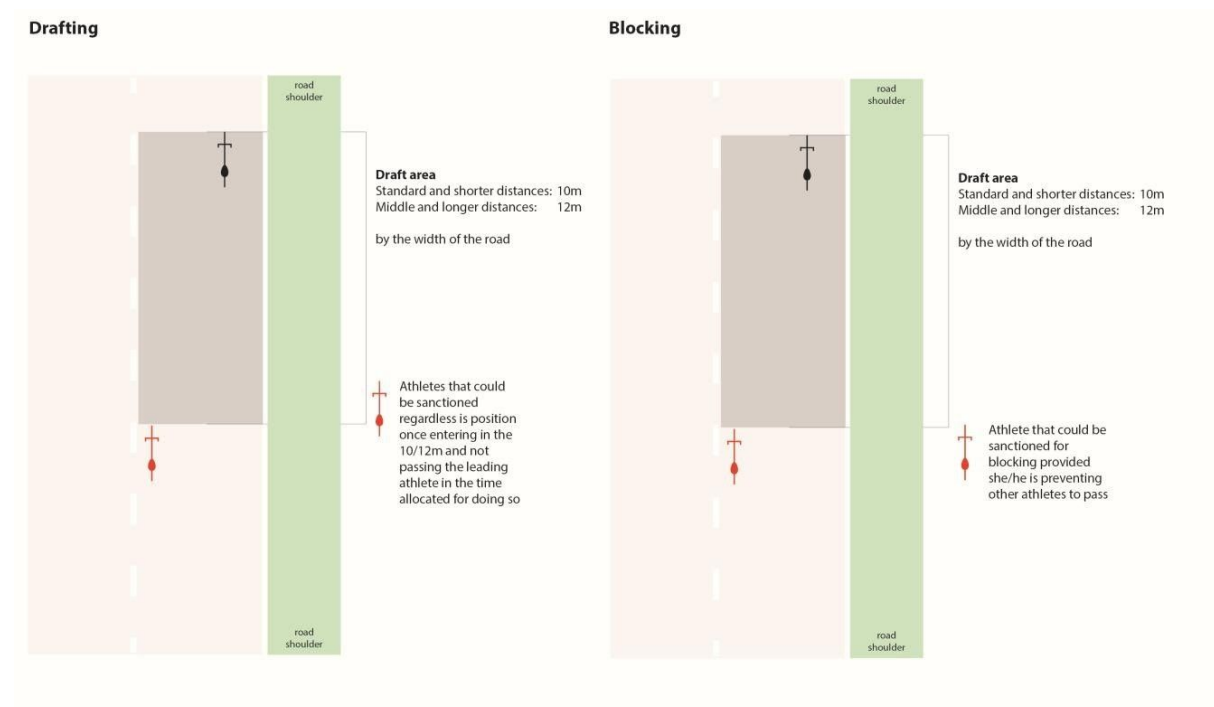 Drafting
road
shoulder
Draft area
Standard and shorter distances: 10m
Middle and longer distances: 12m
by the width of the road
Athletes that could
be sanctioned
regardless is position
once entering in the
10/12m and not
passing the leading
athlete in the time
allocated for doing so
road
shoulder
Blocking
road
shoulder
Draft area
Standard and shorter distances: 10m
Middle and longer distances: 12m
by the width of the road
Athlete that could be
sanctioned for
blocking provided
she/he is preventing
other athletes to pass
road
shoulder